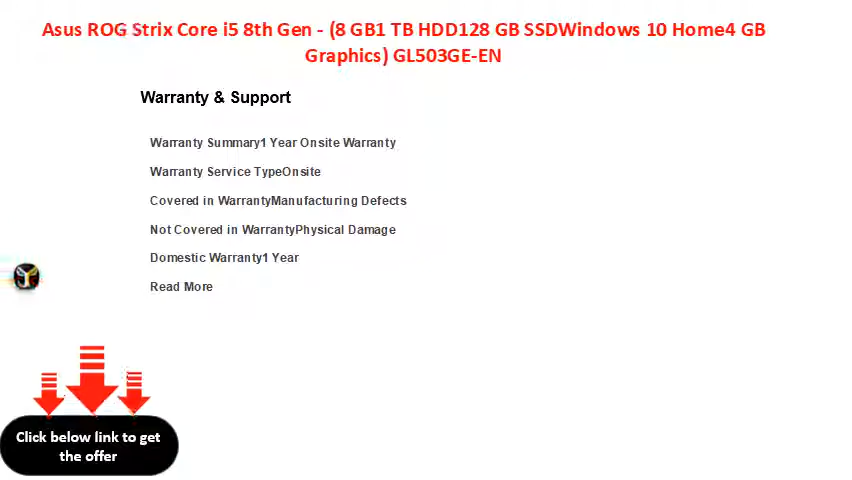 Asus ROG Strix Core i5 8th Gen - (8 GB1 TB HDD128 GB SSDWindows 10 Home4 GB
Graphics) GL503GE-EN
Warranty & Support
Warranty Summary1 Year Onsite Warranty
Warranty Service TypeOnsite
Covered in WarrantyManufacturing Defects
Not Covered in WarrantyPhysical Damage
Domestic Warranty1 Year
Read More
Click below link to get
the offer